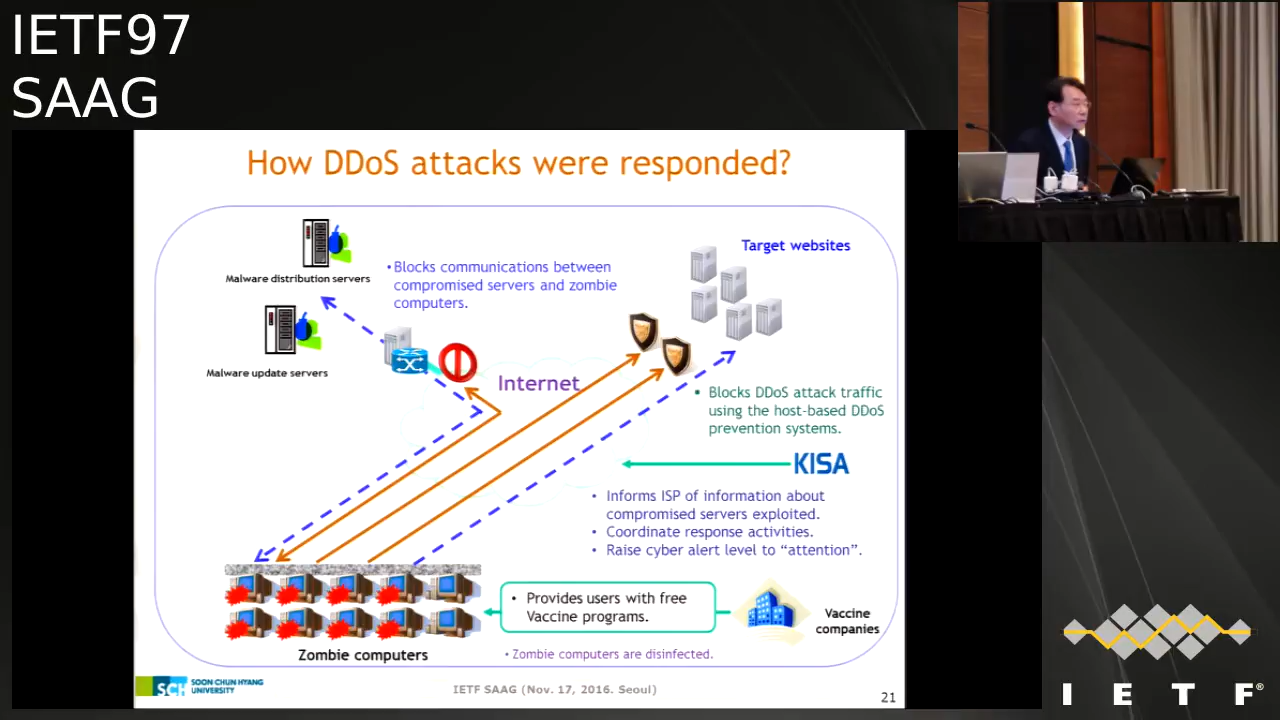 IETF97
SAAG
How DDoS attacks were responded?
Malware distribution servers
•Blocks communications between
compromised servers and zombie
computers.
Target websites
Malware update servers
Internet
• Blocks DDoS attack traffic
using the host-based DDoS
prevention systems.
KISA
• Informs ISP of information about
compromised servers exploited.
• Coordinate response activities.
• Raise cyber alert level to “attention”.
• Provides users with free
Vaccine programs.
Vaccine
companies
Zombie computers
• Zombie computers are disinfected.
SCH SOON CHUN HYANG
UNIVERSITY
IETF SAAG (Nov. 17, 2016. Seoul)
21
I E T F®